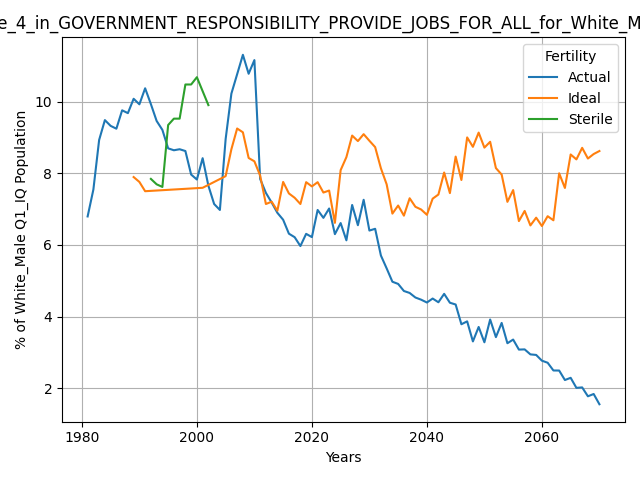 e_4_in_GOVERNMENT_RESPONSIBILITY_PROVIDE_JOBS_FOR_ALL_for_White_M
% of White_Male Q1_IQ Population
10
8
6
4
2
1980
2000
2020
2040
2060
Years
Fertility
Actual
Ideal
Sterile